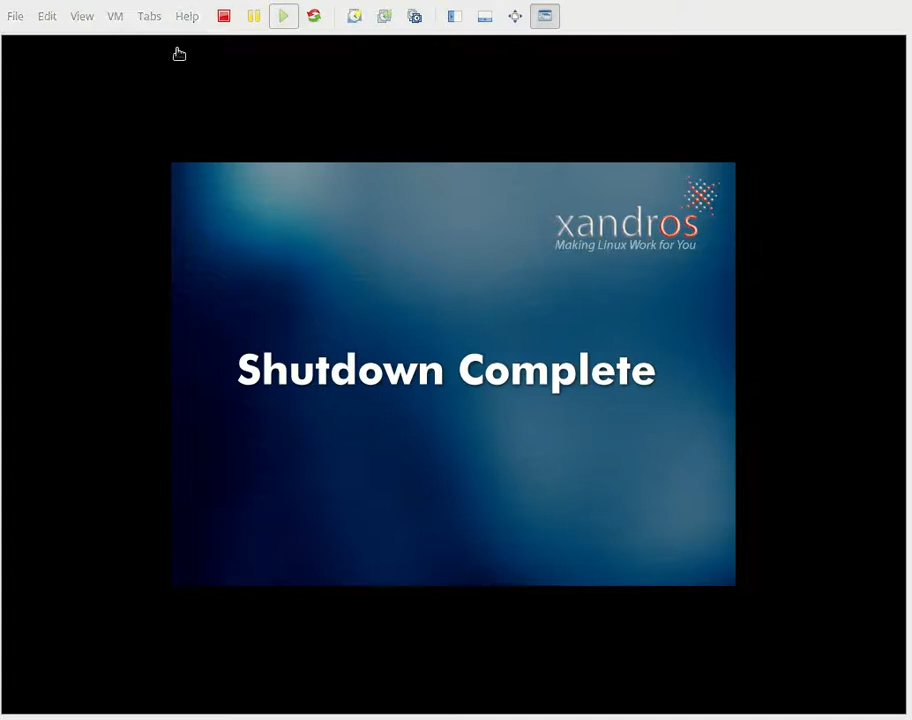 File Edit View VM Tabs Help
xandros
Making Linux Work for You
Shutdown Complete